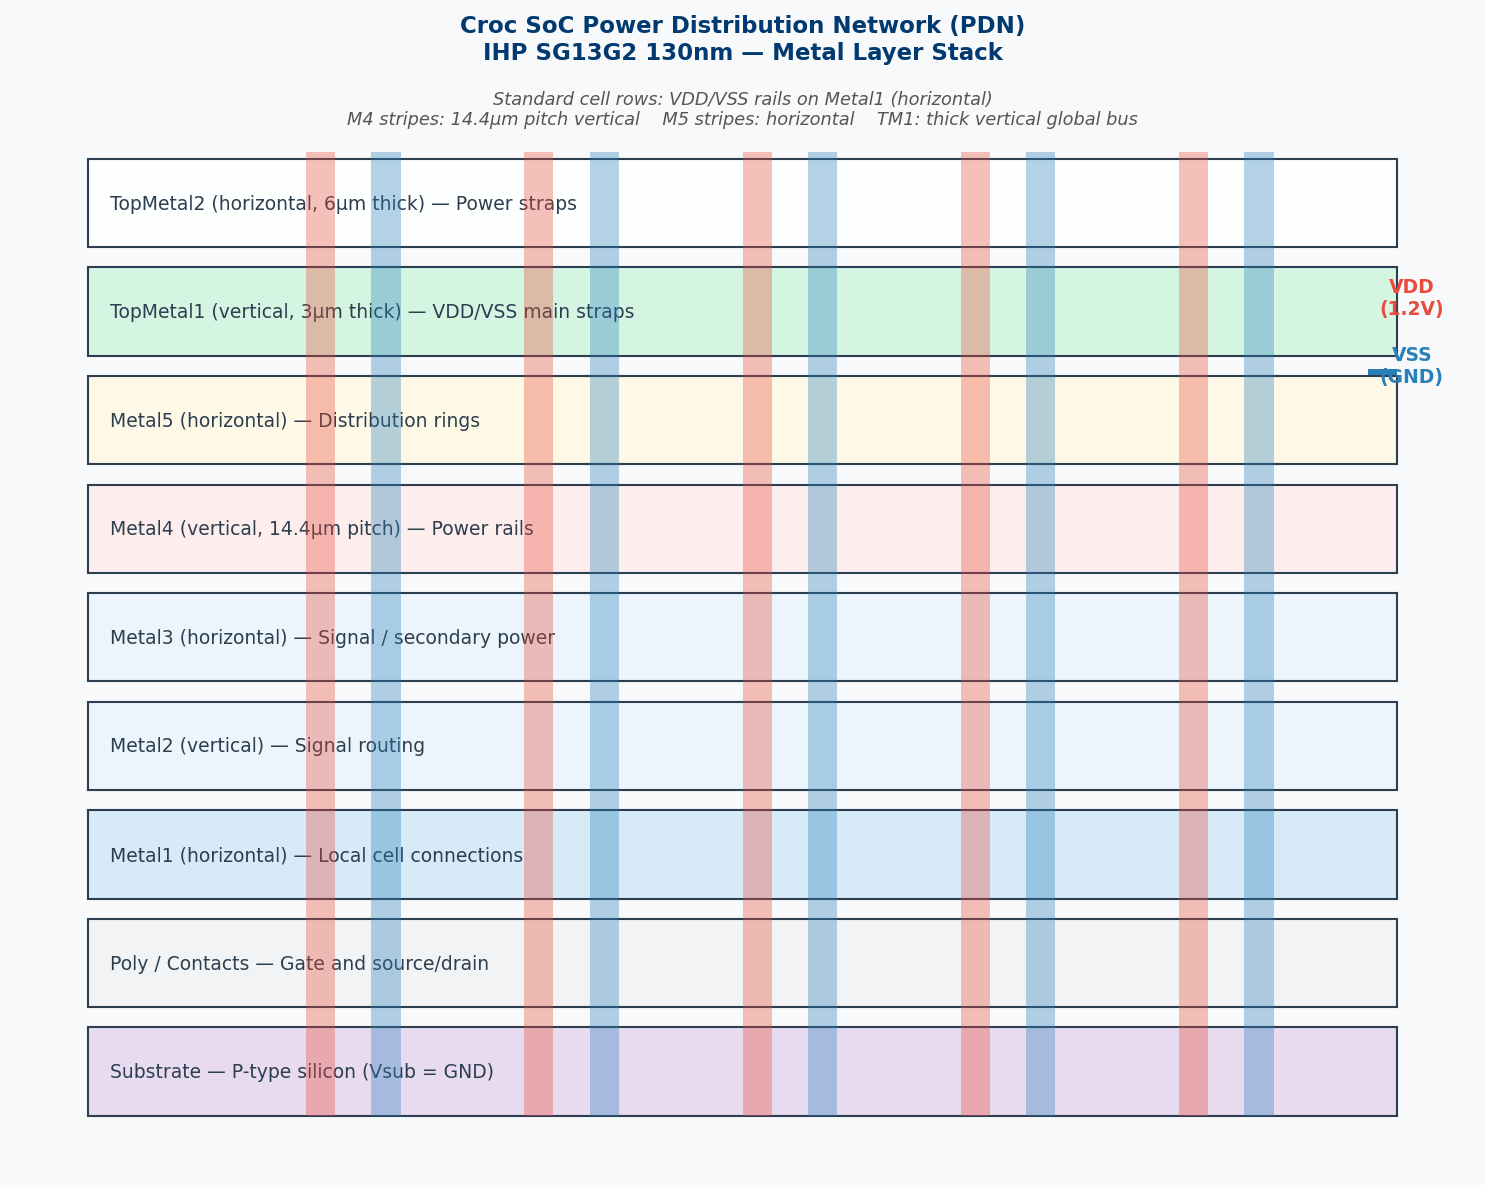 Croc SoC Power Distribution Network (PDN)
IHP SG13G2 130nm — Metal Layer Stack
Standard cell rows: VDD/VSS rails on Metal1 (horizontal)
M4 stripes: 14.4µm pitch vertical    M5 stripes: horizontal    TM1: thick vertical global bus
TopMetal2 (horizontal, 6µm thick) — Power straps
TopMetal1 (vertical, 3µm thick) — VDD/VSS main straps
VDD
(1.2V)
VSS
(GND)
Metal5 (horizontal) — Distribution rings
Metal4 (vertical, 14.4µm pitch) — Power rails
Metal3 (horizontal) — Signal / secondary power
Metal2 (vertical) — Signal routing
Metal1 (horizontal) — Local cell connections
Poly / Contacts — Gate and source/drain
Substrate — P-type silicon (Vsub = GND)